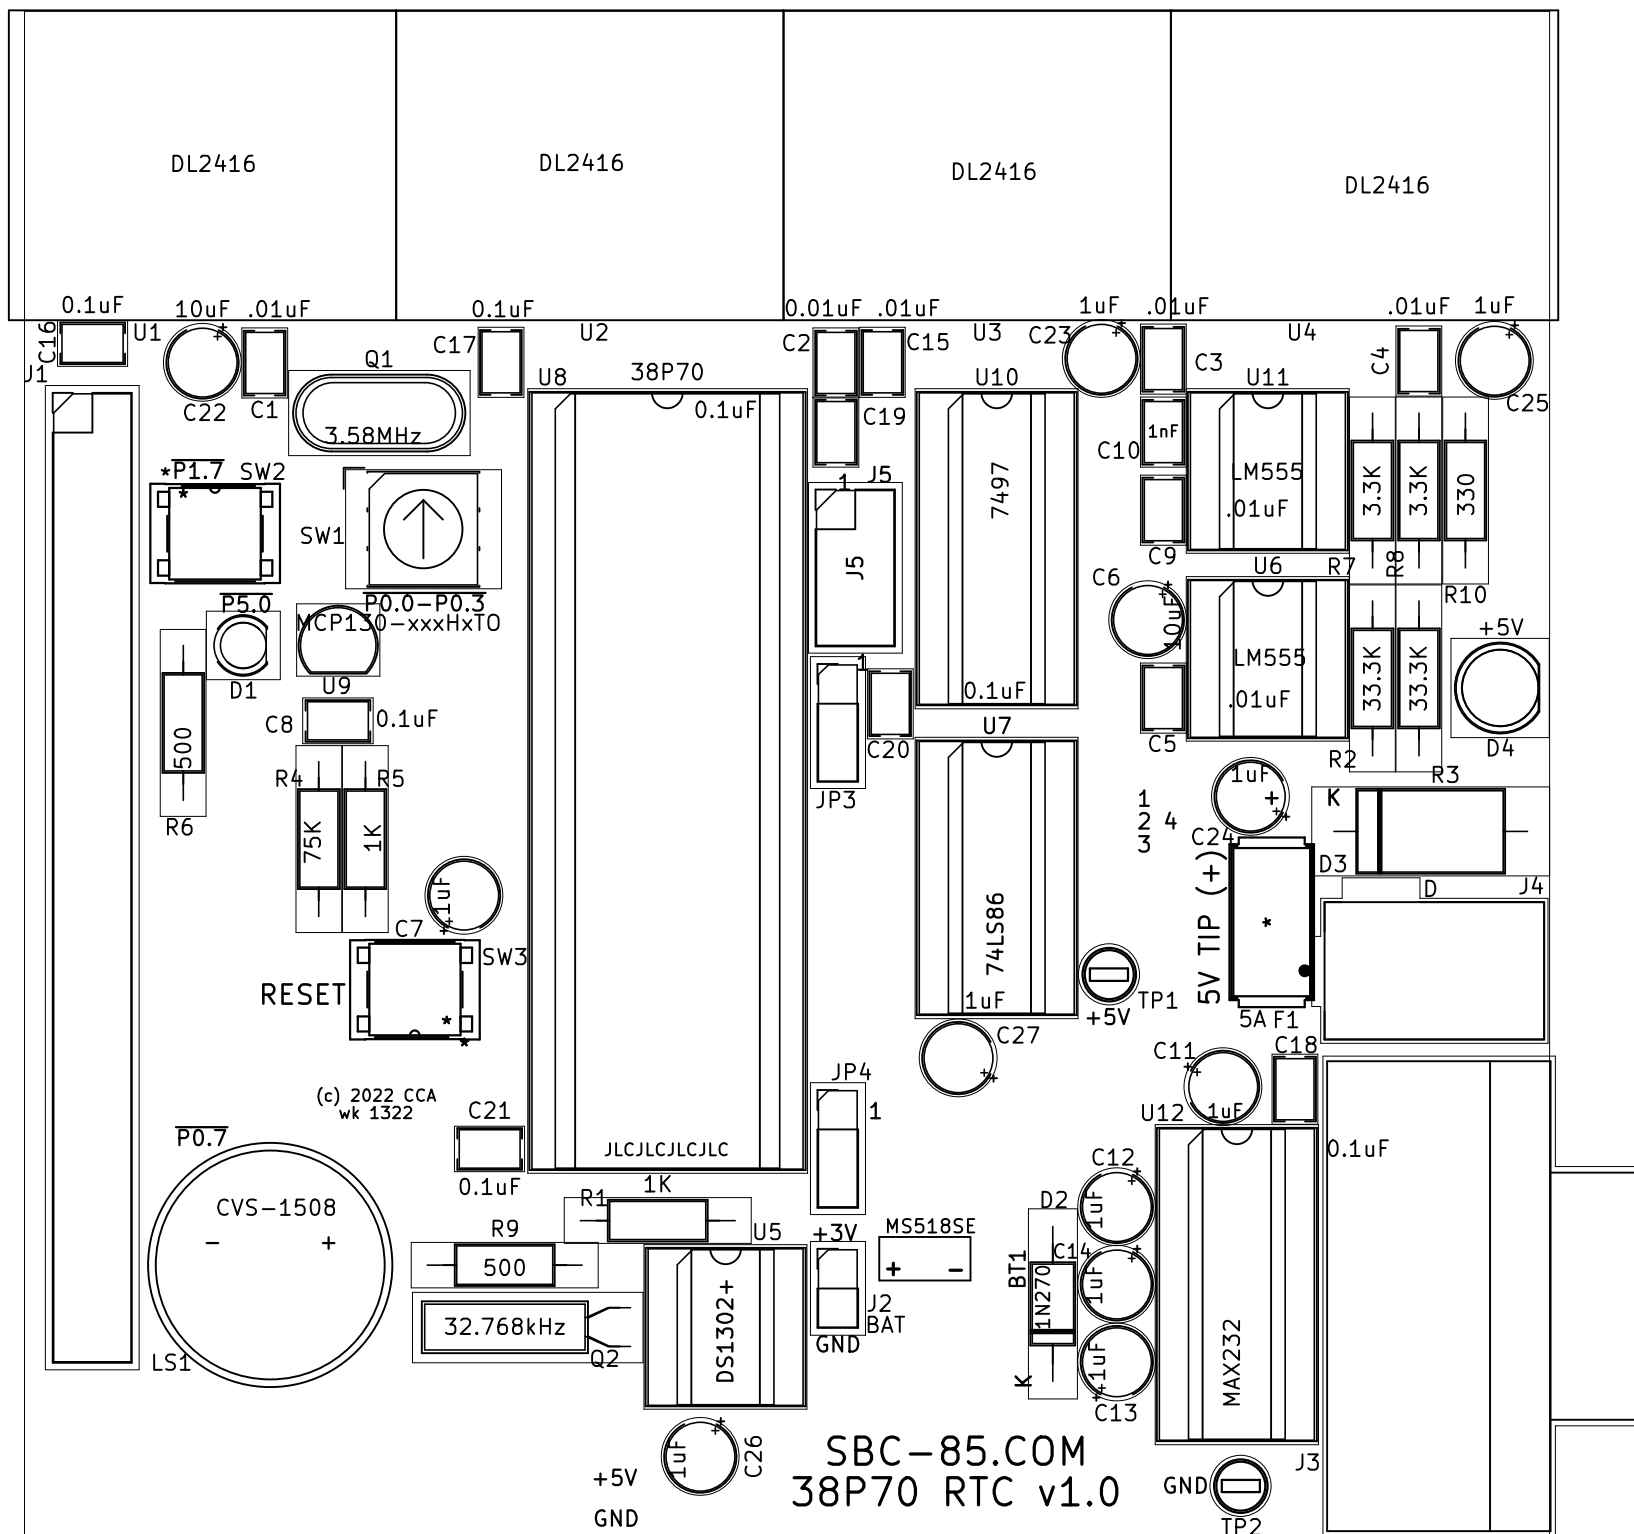 DL2416
DL2416
DL2416
DL2416
0.1uF
10uF
.01uF
0.1uF
0.01uF
.01uF
1uF
.01uF
.01uF
1uF
C16
U1
C17
U2
C2
C15
U3
C23
C3
U4
C4
J1
C22
C1
Q1
3.58MHz
U8
38P70
0.1uF
C19
U10
U11
C25
*P1.7
SW2
*
SW1
1
J5
J5
7497
C10
1nF
LM555
.01uF
3.3K
3.3K
330
C9
U6
R7
R8
R10
P5.0
P0.0-P0.3
MCP130-xxxHxTO
C6
10uF
+5V
D1
U9
1
0.1uF
LM555
.01uF
33.3K
33.3K
500
C8
0.1uF
C20
U7
C5
R2
D4
R4
R5
JP3
1uF
+
R3
R6
75K
1K
1
2 4
3
C24
K
D3
1uF
C7
SW3
RESET
*
*
74LS86
1uF
5V TIP (+)
*
D
J4
TP1
+5V
5A
F1
C27
C11
C18
(c) 2022 CCA
wk 1322
C21
JP4
1
U12
1uF
P0.7
JLCJLCJLCJLC
0.1uF
0.1uF
1K
C12
1uF
CVS-1508
- +
R1
R9
500
U5
+3V
MS518SE
+ -
D2
C14
1uF
BT1
1N270
32.768kHz
Q2
DS1302+
J2
BAT
GND
MAX232
LS1
K
1uF
C13
1uF
C26
SBC-85.COM
38P70 RTC v1.0
+5V
GND
GND
TP2
J3